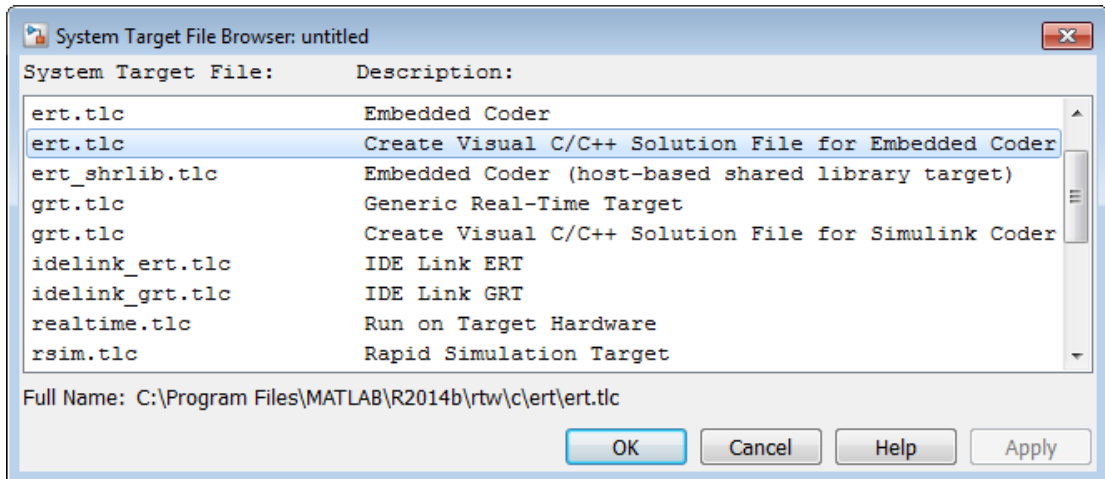 System Target File Browser: untitled
System Target File: Description:
ert.tlc Embedded Coder
ert.tlc Create Visual C/C++ Solution File for Embedded Coder
ert_shrlib.tlc Embedded Coder (host-based shared library target)
grt.tlc Generic Real-Time Target
grt.tlc Create Visual C/C++ Solution File for Simulink Coder
idelink_ert.tlc IDE Link ERT
idelink_grt.tlc IDE Link GRT
realtime.tlc Run on Target Hardware
rsim.tlc Rapid Simulation Target
Full Name: C:\Program Files\MATLAB\R2014b\rtw\c\ert\ert.tlc
OK Cancel Help Apply